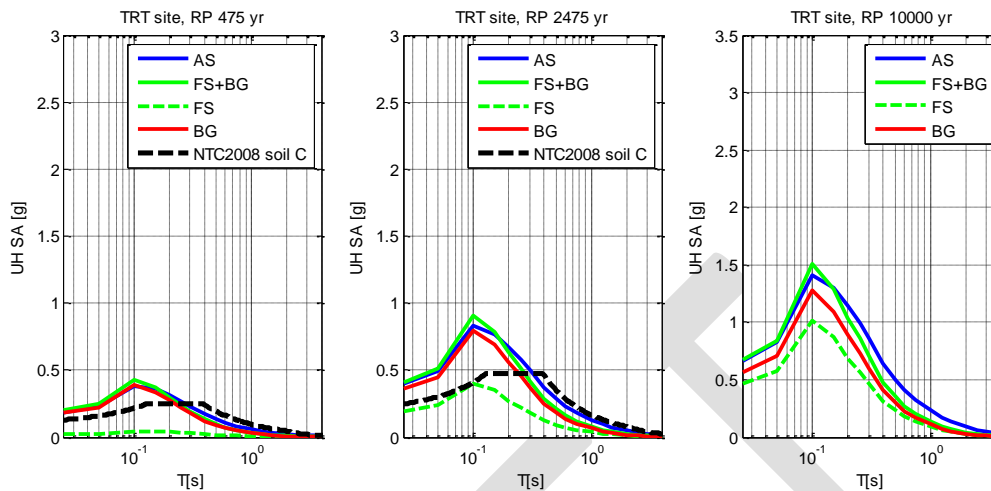 TRT site, RP 475 yr
3
2.5
2
1.5
1
0.5
0
UH SA [g]
AS
FS+BG
FS
BG
NTC2008 soil C
10-1
100
T[s]
TRT site, RP 2475 yr
3
2.5
2
1.5
1
0.5
0
UH SA [g]
AS
FS+BG
FS
BG
NTC2008 soil C
10-1
100
T[s]
TRT site, RP 10000 yr
3.5
3
2.5
2
1.5
1
0.5
0
UH SA [g]
AS
FS+BG
FS
BG
10-1
100
T[s]